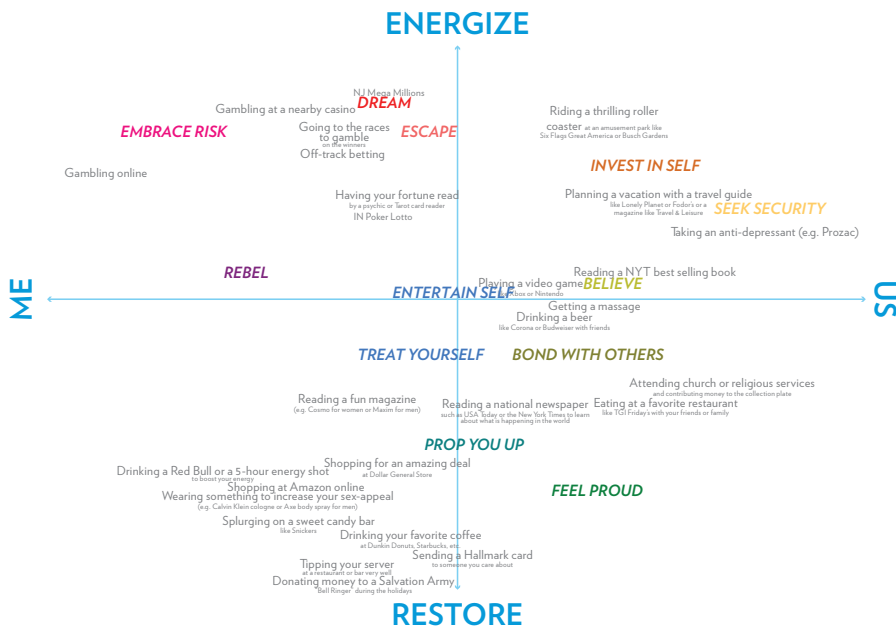 ENERGIZE
NJ Mega Millions
DREAM
Gambling at a nearby casino
Riding a thrilling roller
coaster at an amusement park like
Six Flags Great America or Busch Gardens
EMBRACE RISK
Going to the races
to gamble
on the winners
ESCAPE
Off-track betting
INVEST IN SELF
Gambling online
Having your fortune read
by a psychic or Tarot card reader
IN Poker Lotto
Planning a vacation with a travel guide
like Lonely Planet or Fodor's or a
magazine like Travel & Leisure
SEEK SECURITY
Taking an anti-depressant (e.g. Prozac)
REBEL
Reading a NYT best selling book
Playing a video game
BELIEVE
ENTERTAIN SELF
Xbox or Nintendo
ME
US
Getting a massage
Drinking a beer
like Corona or Budweiser with friends
TREAT YOURSELF
BOND WITH OTHERS
Attending church or religious services
and contributing money to the collection plate
Reading a fun magazine
(e.g. Cosmo for women or Maxim for men)
Reading a national newspaper
such as USA Today or the New York Times to learn
about what is happening in the world
Eating at a favorite restaurant
like TGI Friday's with your friends or family
PROP YOU UP
Shopping for an amazing deal
at Dollar General Store
Drinking a Red Bull or a 5-hour energy shot
to boost your energy
Shopping at Amazon online
Wearing something to increase your sex-appeal
(e.g. Calvin Klein cologne or Axe body spray for men)
FEEL PROUD
Splurging on a sweet candy bar
like Snickers
Drinking your favorite coffee
at Dunkin Donuts, Starbucks, etc.
Sending a Hallmark card
to someone you care about
Tipping your server
at a restaurant or bar very well
Donating money to a Salvation Army
"Bell Ringer" during the holidays
RESTORE